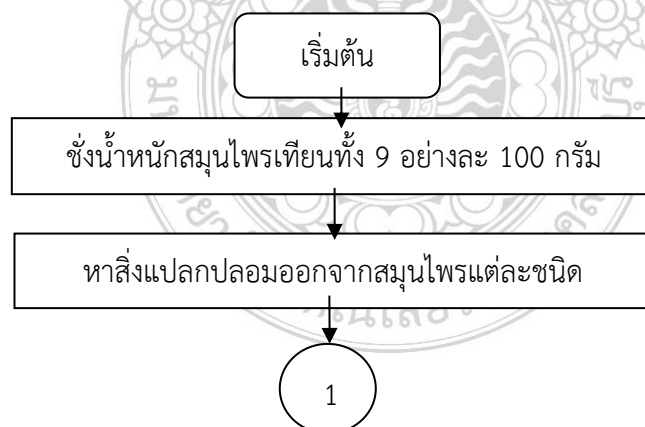 เริ่มต้น
ชั่งน้ำหนักสมุนไพรเทียนทั้ง 9 อย่างละ 100 กรัม
หาสิ่งแปลกปลอมออกจากสมุนไพรแต่ละชนิด
1